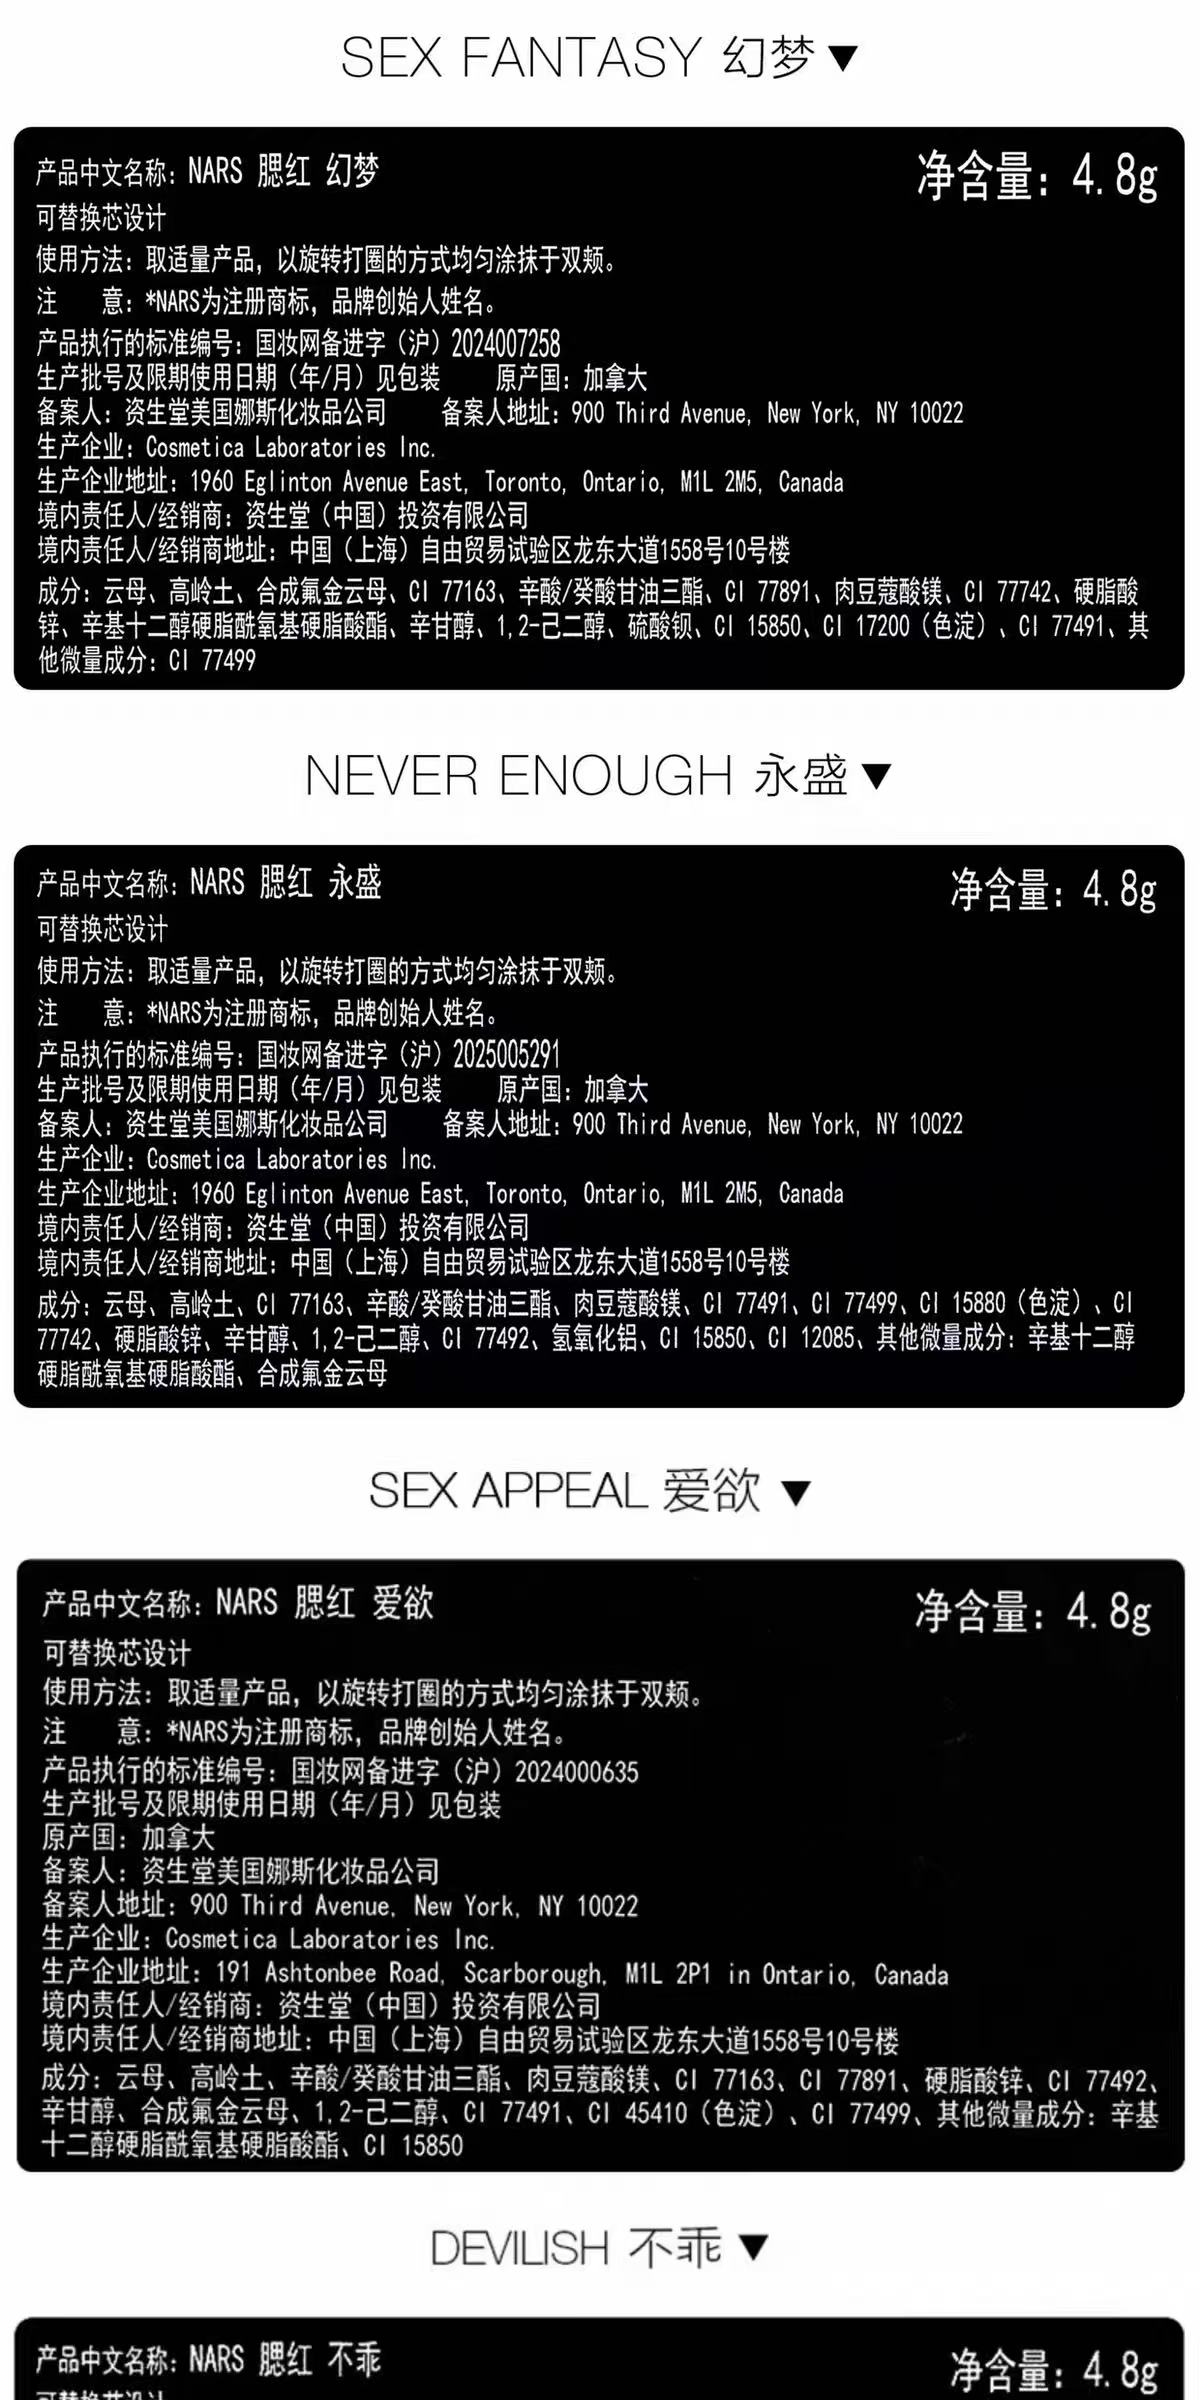 SEX FANTASY 幻梦▼
产品中文名称：NARS 腮红 幻梦
净含量：4.8g
可替换芯设计
使用方法：取适量产品，以旋转打圈的方式均匀涂抹于双颊。
注　　意：*NARS为注册商标，品牌创始人姓名。
产品执行的标准编号：国妆网备进字（沪）2024007258
生产批号及限期使用日期（年/月）见包装　　原产国：加拿大
备案人：资生堂美国娜斯化妆品公司　　备案人地址：900 Third Avenue, New York, NY 10022
生产企业：Cosmetica Laboratories Inc.
生产企业地址：1960 Eglinton Avenue East, Toronto, Ontario, M1L 2M5, Canada
境内责任人/经销商：资生堂（中国）投资有限公司
境内责任人/经销商地址：中国（上海）自由贸易试验区龙东大道1558号10号楼
成分：云母、高岭土、合成氟金云母、CI 77163、辛酸/癸酸甘油三酯、CI 77891、肉豆蔻酸镁、CI 77742、硬脂酸
锌、辛基十二醇硬脂酰氧基硬脂酸酯、辛甘醇、1,2-己二醇、硫酸钡、CI 15850、CI 17200（色淀）、CI 77491、其
他微量成分：CI 77499
NEVER ENOUGH 永盛▼
产品中文名称：NARS 腮红 永盛
净含量：4.8g
可替换芯设计
使用方法：取适量产品，以旋转打圈的方式均匀涂抹于双颊。
注　　意：*NARS为注册商标，品牌创始人姓名。
产品执行的标准编号：国妆网备进字（沪）2025005291
生产批号及限期使用日期（年/月）见包装　　原产国：加拿大
备案人：资生堂美国娜斯化妆品公司　　备案人地址：900 Third Avenue, New York, NY 10022
生产企业：Cosmetica Laboratories Inc.
生产企业地址：1960 Eglinton Avenue East, Toronto, Ontario, M1L 2M5, Canada
境内责任人/经销商：资生堂（中国）投资有限公司
境内责任人/经销商地址：中国（上海）自由贸易试验区龙东大道1558号10号楼
成分：云母、高岭土、CI 77163、辛酸/癸酸甘油三酯、肉豆蔻酸镁、CI 77491、CI 77499、CI 15880（色淀）、CI
77742、硬脂酸锌、辛甘醇、1,2-己二醇、CI 77492、氢氧化铝、CI 15850、CI 12085、其他微量成分：辛基十二醇
硬脂酰氧基硬脂酸酯、合成氟金云母
SEX APPEAL 爱欲 ▼
产品中文名称：NARS 腮红 爱欲
净含量：4.8g
可替换芯设计
使用方法：取适量产品，以旋转打圈的方式均匀涂抹于双颊。
注　　意：*NARS为注册商标，品牌创始人姓名。
产品执行的标准编号：国妆网备进字（沪）2024000635
生产批号及限期使用日期（年/月）见包装
原产国：加拿大
备案人：资生堂美国娜斯化妆品公司
备案人地址：900 Third Avenue, New York, NY 10022
生产企业：Cosmetica Laboratories Inc.
生产企业地址：191 Ashtonbee Road, Scarborough, M1L 2P1 in Ontario, Canada
境内责任人/经销商：资生堂（中国）投资有限公司
境内责任人/经销商地址：中国（上海）自由贸易试验区龙东大道1558号10号楼
成分：云母、高岭土、辛酸/癸酸甘油三酯、肉豆蔻酸镁、CI 77163、CI 77891、硬脂酸锌、CI 77492、
辛甘醇、合成氟金云母、1,2-己二醇、CI 77491、CI 45410（色淀）、CI 77499、其他微量成分：辛基
十二醇硬脂酰氧基硬脂酸酯、CI 15850
DEVILISH 不乖▼
产品中文名称：NARS 腮红 不乖
净含量：4.8g